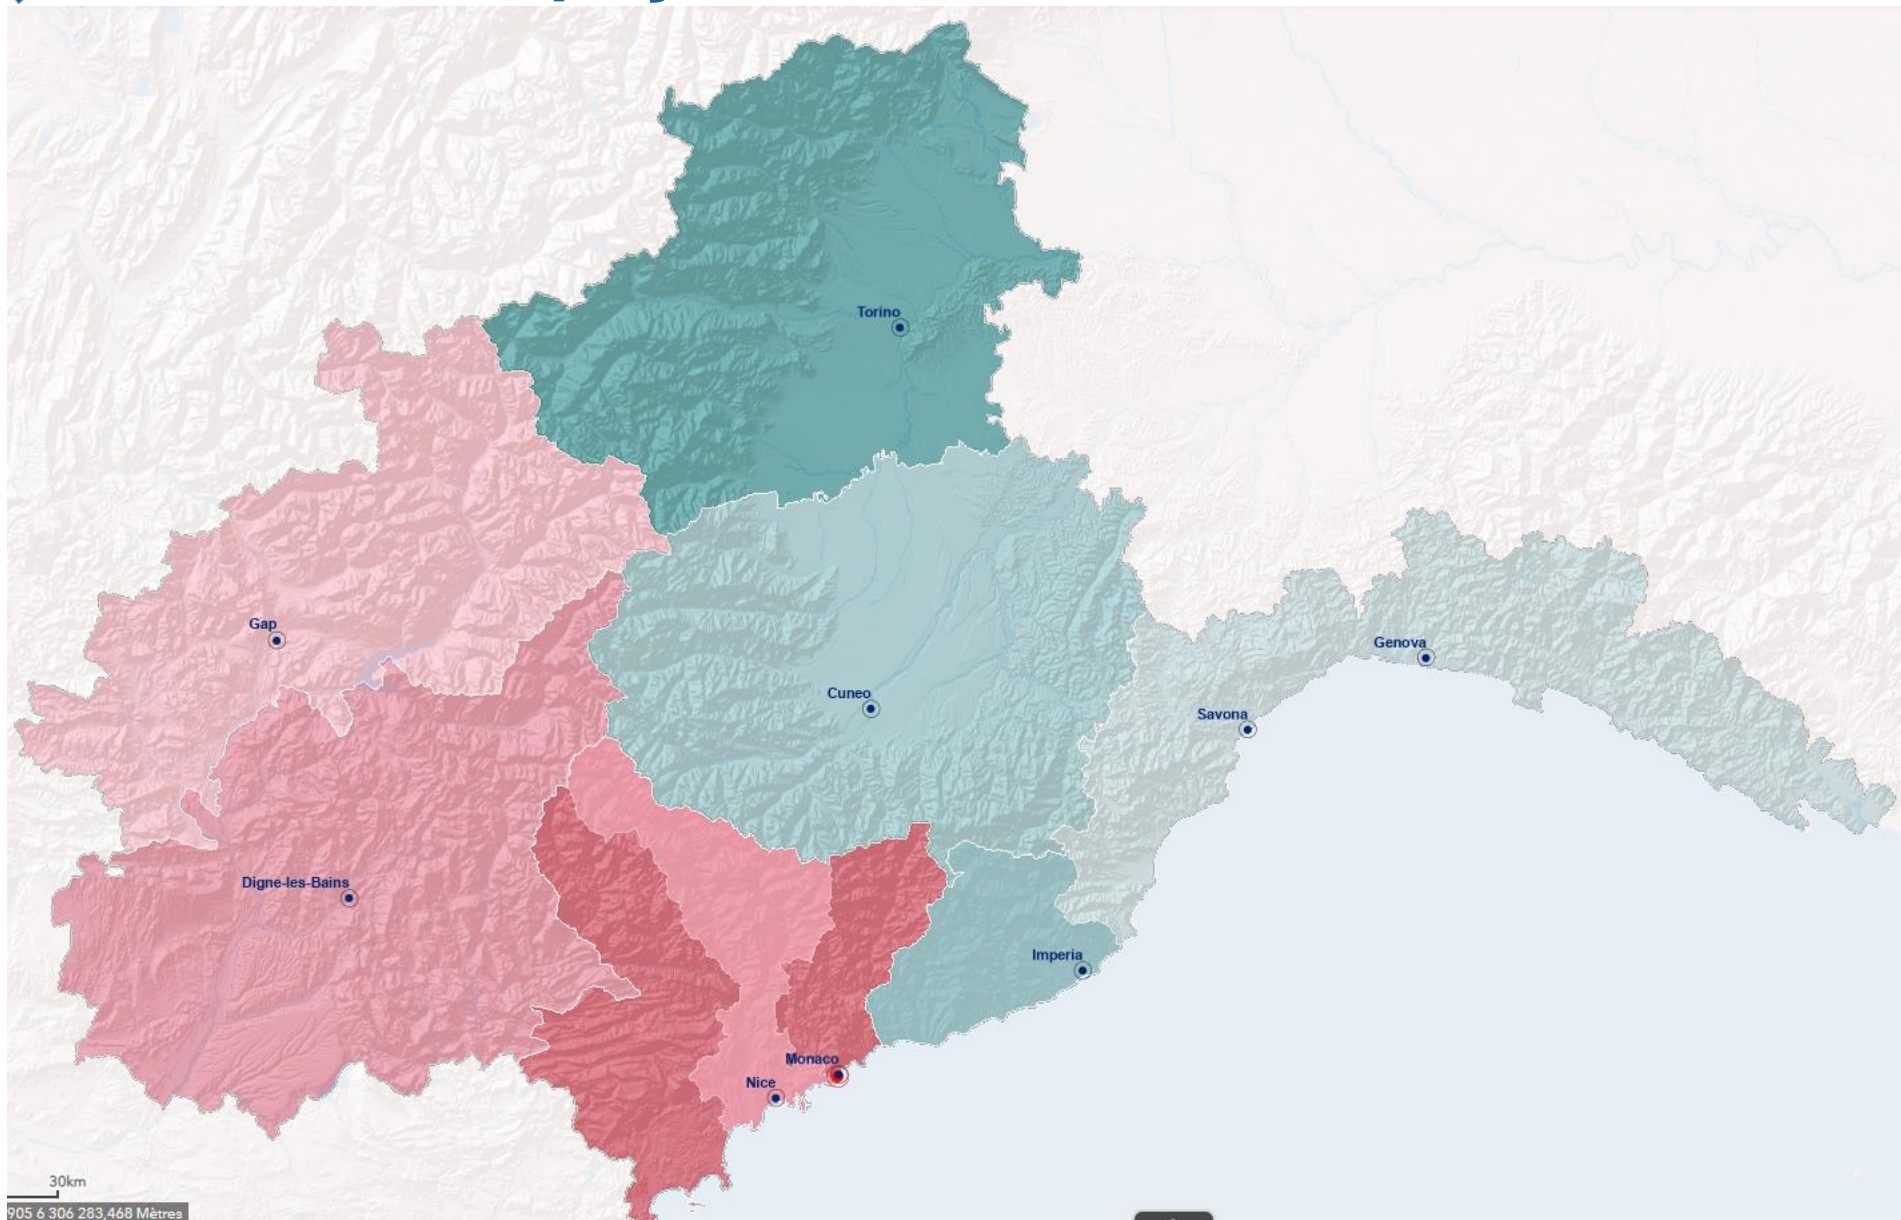 Torino
Gap
Genova
Cuneo
Savona
Digne-les-Bains
Imperia
Monaco
Nice
30km
905 6 306 283,468 Mètres